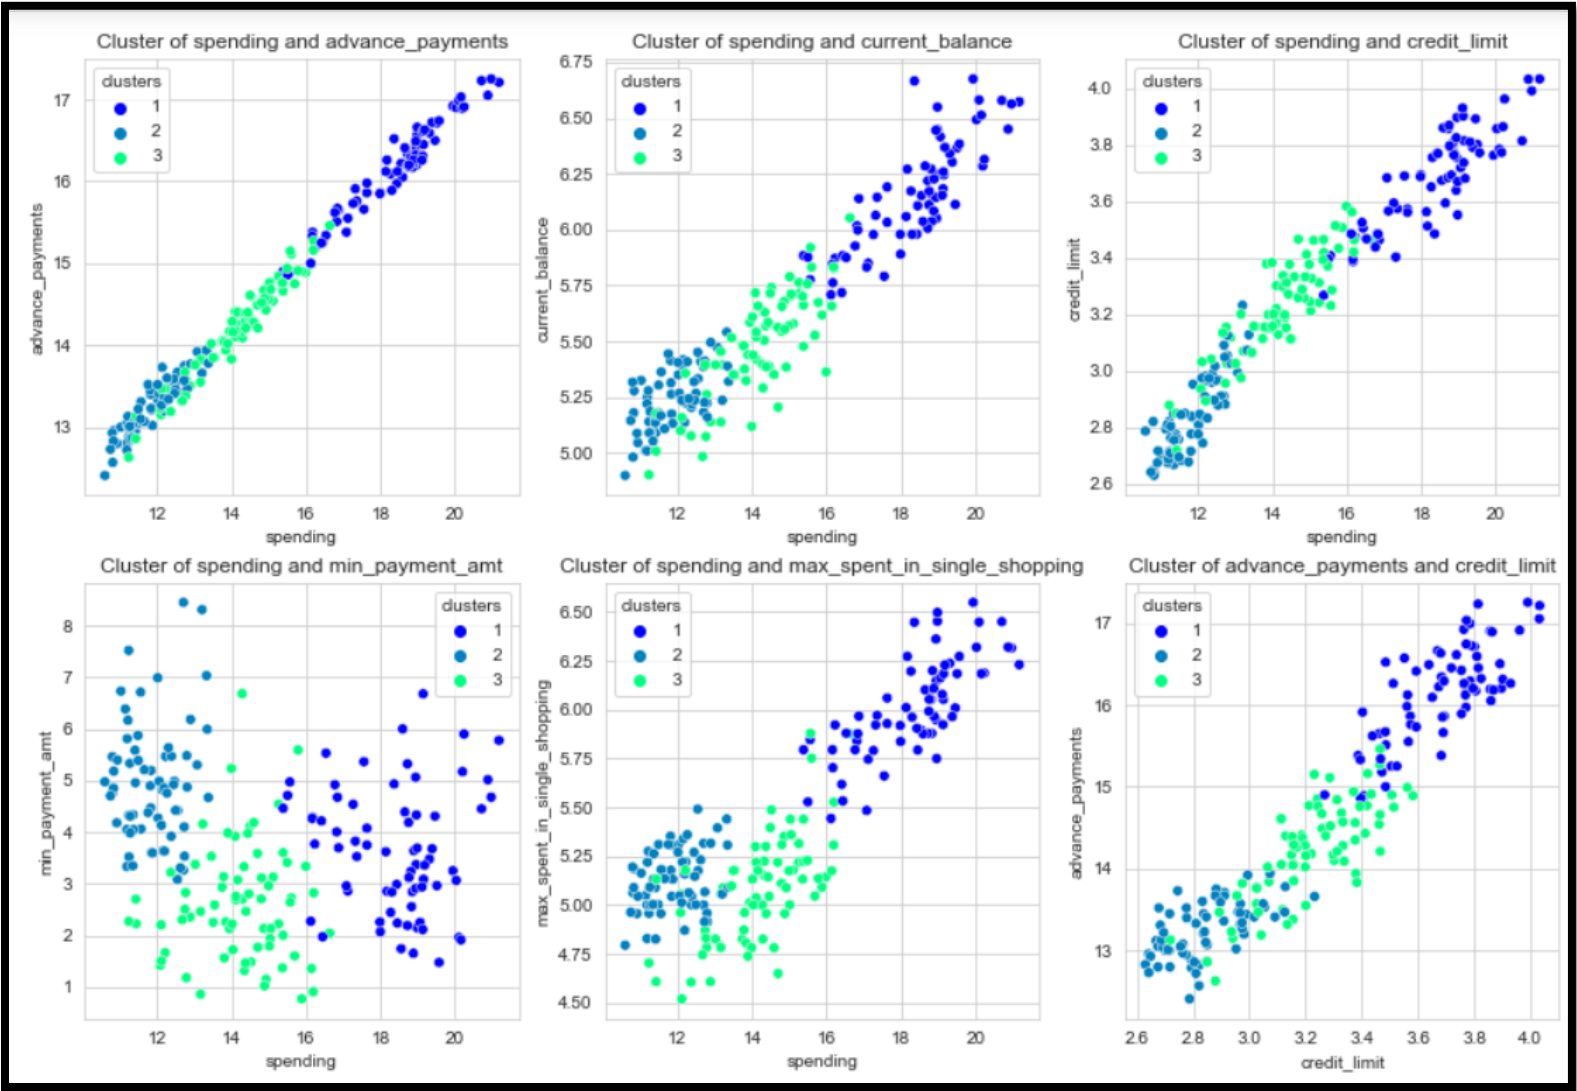 Cluster of spending and advance_payments
clusters
1
2
3
17
16
15
14
13
advance_payments
12 14 16 18 20
spending
Cluster of spending and current_balance
clusters
1
2
3
6.75
6.50
6.25
6.00
5.75
5.50
5.25
5.00
current_balance
12 14 16 18 20
spending
Cluster of spending and credit_limit
clusters
1
2
3
4.0
3.8
3.6
3.4
3.2
3.0
2.8
2.6
credit_limit
12 14 16 18 20
spending
Cluster of spending and min_payment_amt
clusters
1
2
3
8
7
6
5
4
3
2
1
min_payment_amt
12 14 16 18 20
spending
Cluster of spending and max_spent_in_single_shopping
clusters
1
2
3
6.50
6.25
6.00
5.75
5.50
5.25
5.00
4.75
4.50
max_spent_in_single_shopping
12 14 16 18 20
spending
Cluster of advance_payments and credit_limit
clusters
1
2
3
17
16
15
14
13
advance_payments
2.6 2.8 3.0 3.2 3.4 3.6 3.8 4.0
credit_limit